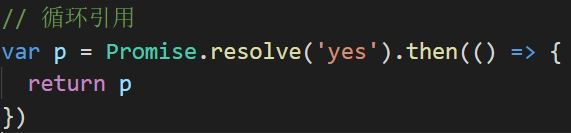 // 循环引用
var p = Promise.resolve('yes').then(() => {
  return p
})